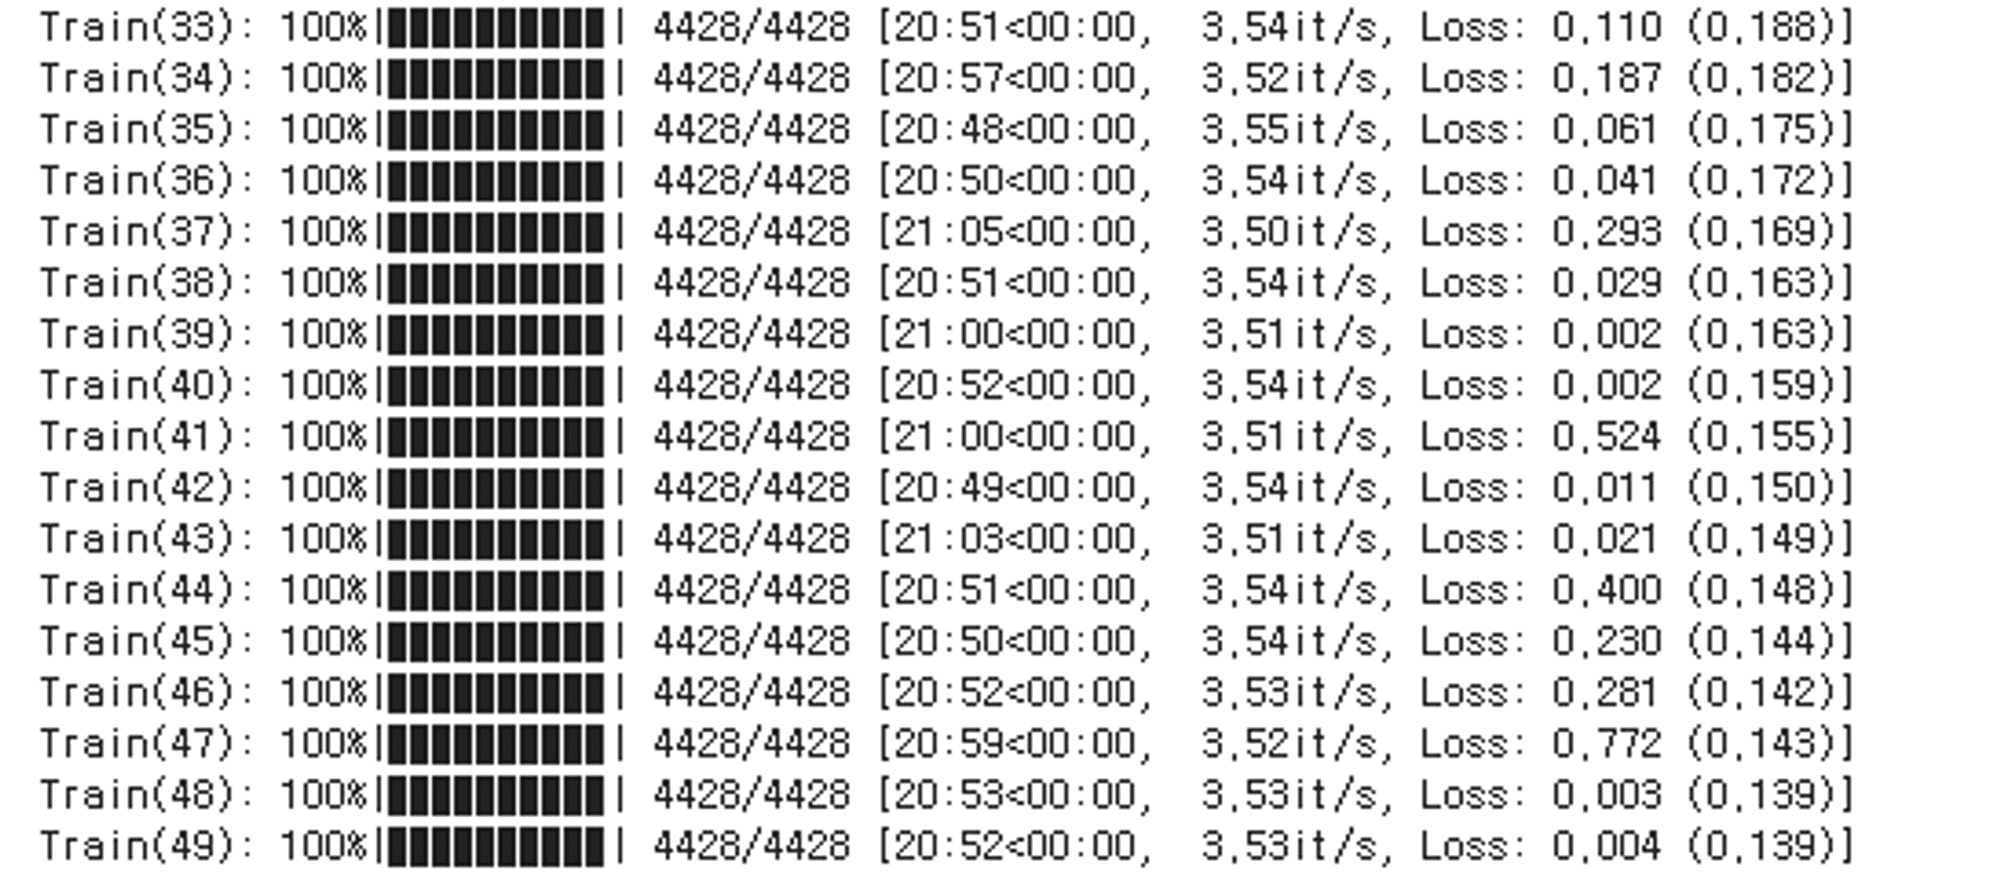 Train(33): 100%|██████████| 4428/4428 [20:51<00:00,  3.54it/s, Loss: 0.110 (0.188)]
Train(34): 100%|██████████| 4428/4428 [20:57<00:00,  3.52it/s, Loss: 0.187 (0.182)]
Train(35): 100%|██████████| 4428/4428 [20:48<00:00,  3.55it/s, Loss: 0.061 (0.175)]
Train(36): 100%|██████████| 4428/4428 [20:50<00:00,  3.54it/s, Loss: 0.041 (0.172)]
Train(37): 100%|██████████| 4428/4428 [21:05<00:00,  3.50it/s, Loss: 0.293 (0.169)]
Train(38): 100%|██████████| 4428/4428 [20:51<00:00,  3.54it/s, Loss: 0.029 (0.163)]
Train(39): 100%|██████████| 4428/4428 [21:00<00:00,  3.51it/s, Loss: 0.002 (0.163)]
Train(40): 100%|██████████| 4428/4428 [20:52<00:00,  3.54it/s, Loss: 0.002 (0.159)]
Train(41): 100%|██████████| 4428/4428 [21:00<00:00,  3.51it/s, Loss: 0.524 (0.155)]
Train(42): 100%|██████████| 4428/4428 [20:49<00:00,  3.54it/s, Loss: 0.011 (0.150)]
Train(43): 100%|██████████| 4428/4428 [21:03<00:00,  3.51it/s, Loss: 0.021 (0.149)]
Train(44): 100%|██████████| 4428/4428 [20:51<00:00,  3.54it/s, Loss: 0.400 (0.148)]
Train(45): 100%|██████████| 4428/4428 [20:50<00:00,  3.54it/s, Loss: 0.230 (0.144)]
Train(46): 100%|██████████| 4428/4428 [20:52<00:00,  3.53it/s, Loss: 0.281 (0.142)]
Train(47): 100%|██████████| 4428/4428 [20:59<00:00,  3.52it/s, Loss: 0.772 (0.143)]
Train(48): 100%|██████████| 4428/4428 [20:53<00:00,  3.53it/s, Loss: 0.003 (0.139)]
Train(49): 100%|██████████| 4428/4428 [20:52<00:00,  3.53it/s, Loss: 0.004 (0.139)]